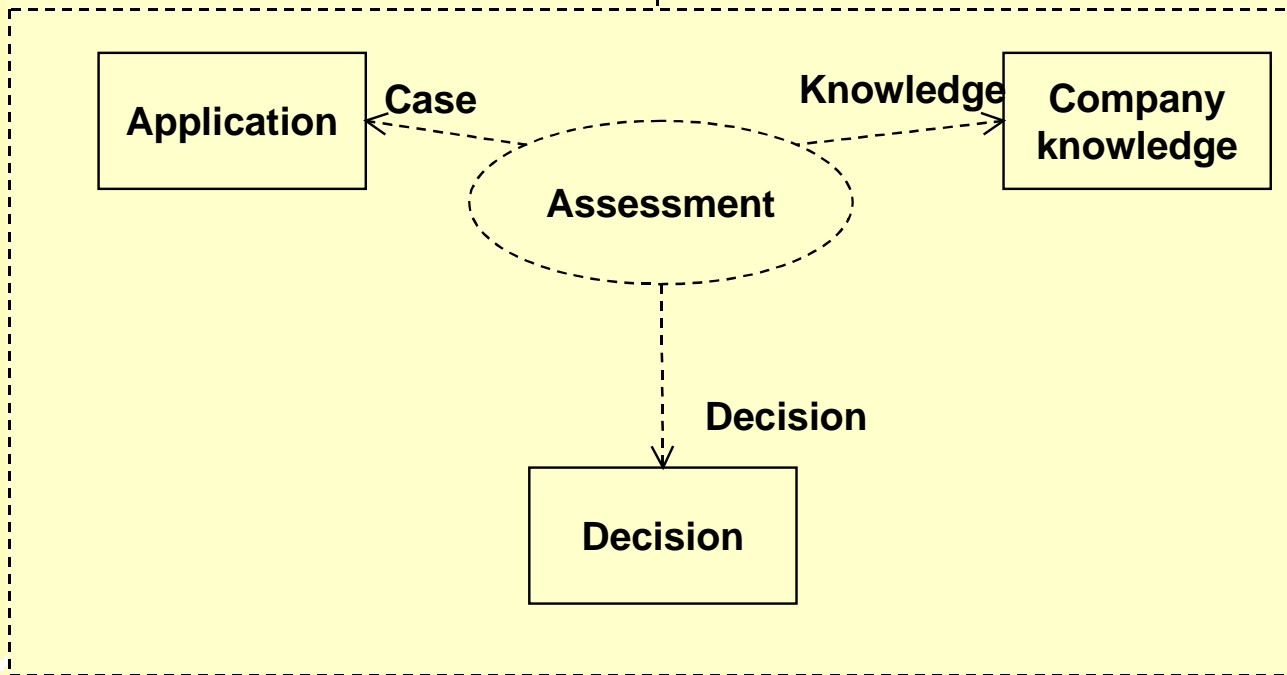 Application
Case
Knowledge
Company
knowledge
Assessment
Decision
Decision